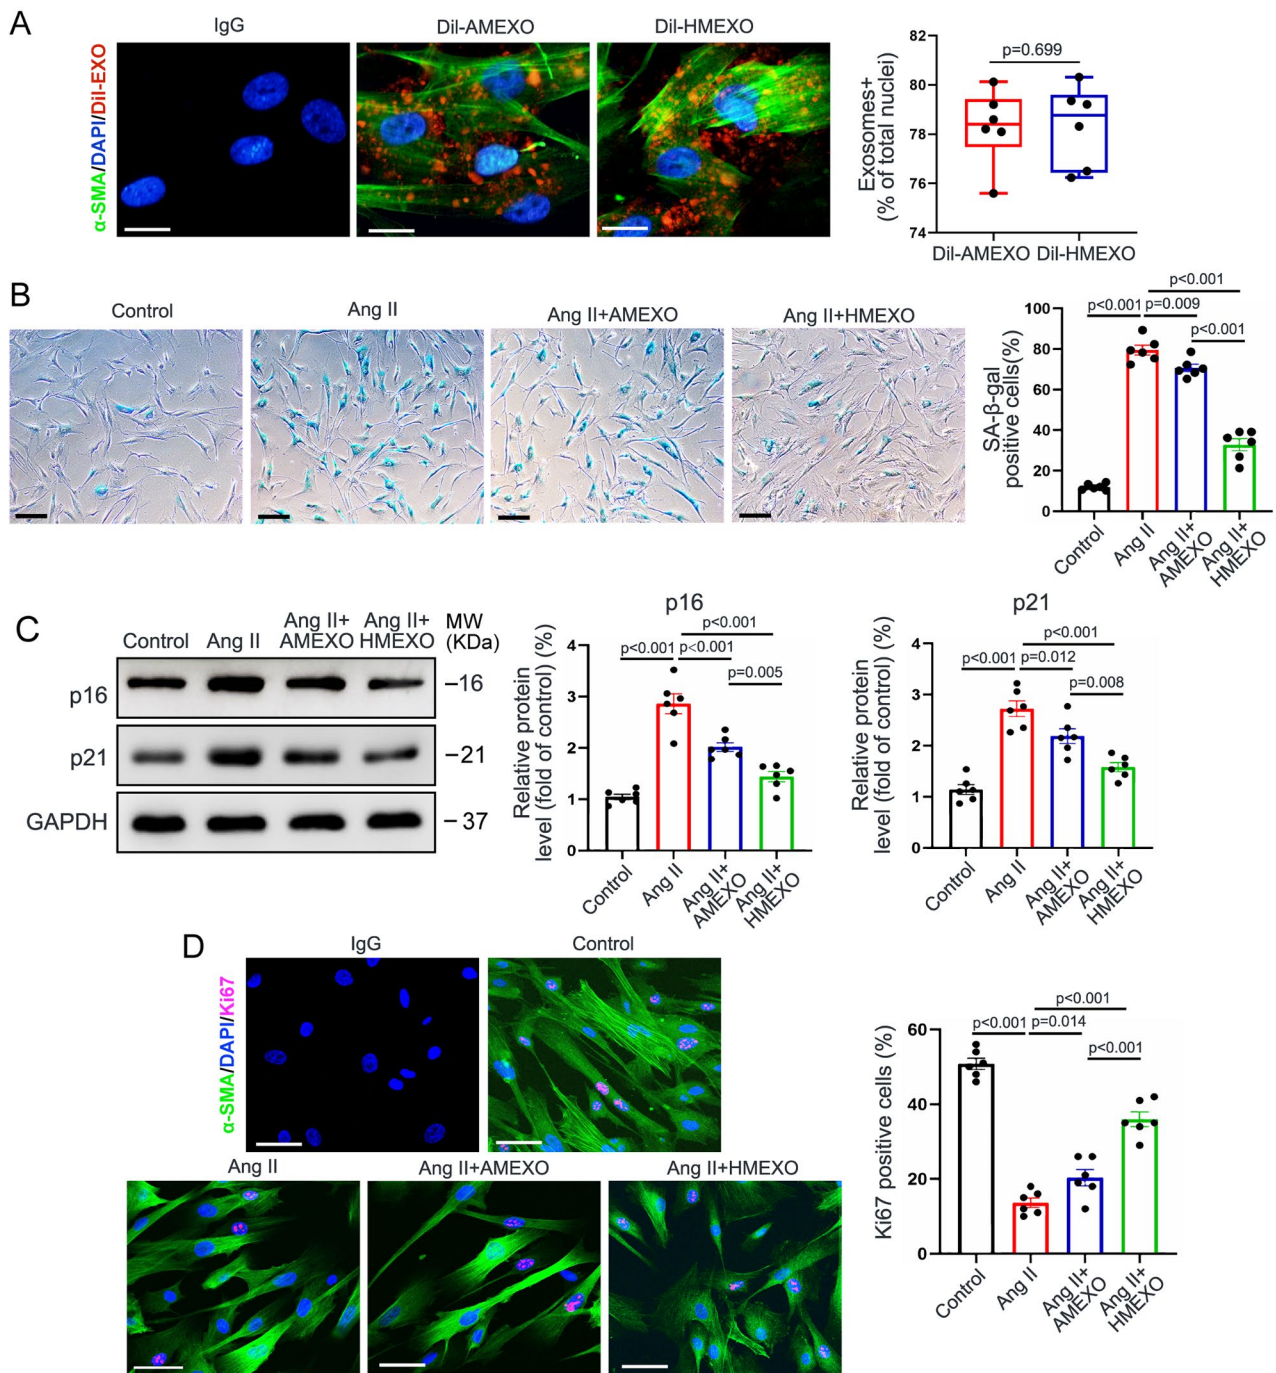 A
IgG
Dil-AMEXO
Dil-HMEXO
α-SMA/DAPI/Dil-EXO
Exosomes+
(% of total nuclei)
82
80
78
76
74
p=0.699
Dil-AMEXO
Dil-HMEXO
B
Control
Ang II
Ang II+AMEXO
Ang II+HMEXO
SA-β-gal
positive cells(%)
100
80
60
40
20
0
p<0.001
p<0.001
p=0.009
p<0.001
Control
Ang II
Ang II+
AMEXO
Ang II+
HMEXO
C
Control
Ang II
Ang II+
AMEXO
Ang II+
HMEXO
MW
(KDa)
p16
–16
p21
–21
GAPDH
– 37
p16
Relative protein
level (fold of control) (%)
4
3
2
1
0
p<0.001
p<0.001
p<0.001
p=0.005
Control
Ang II
Ang II+
AMEXO
Ang II+
HMEXO
p21
Relative protein
level (fold of control) (%)
4
3
2
1
0
p<0.001
p<0.001
p=0.012
p=0.008
Control
Ang II
Ang II+
AMEXO
Ang II+
HMEXO
D
IgG
Control
α-SMA/DAPI/Ki67
Ang II
Ang II+AMEXO
Ang II+HMEXO
Ki67 positive cells (%)
60
40
20
0
p<0.001
p<0.001
p=0.014
p<0.001
Control
Ang II
Ang II+
AMEXO
Ang II+
HMEXO